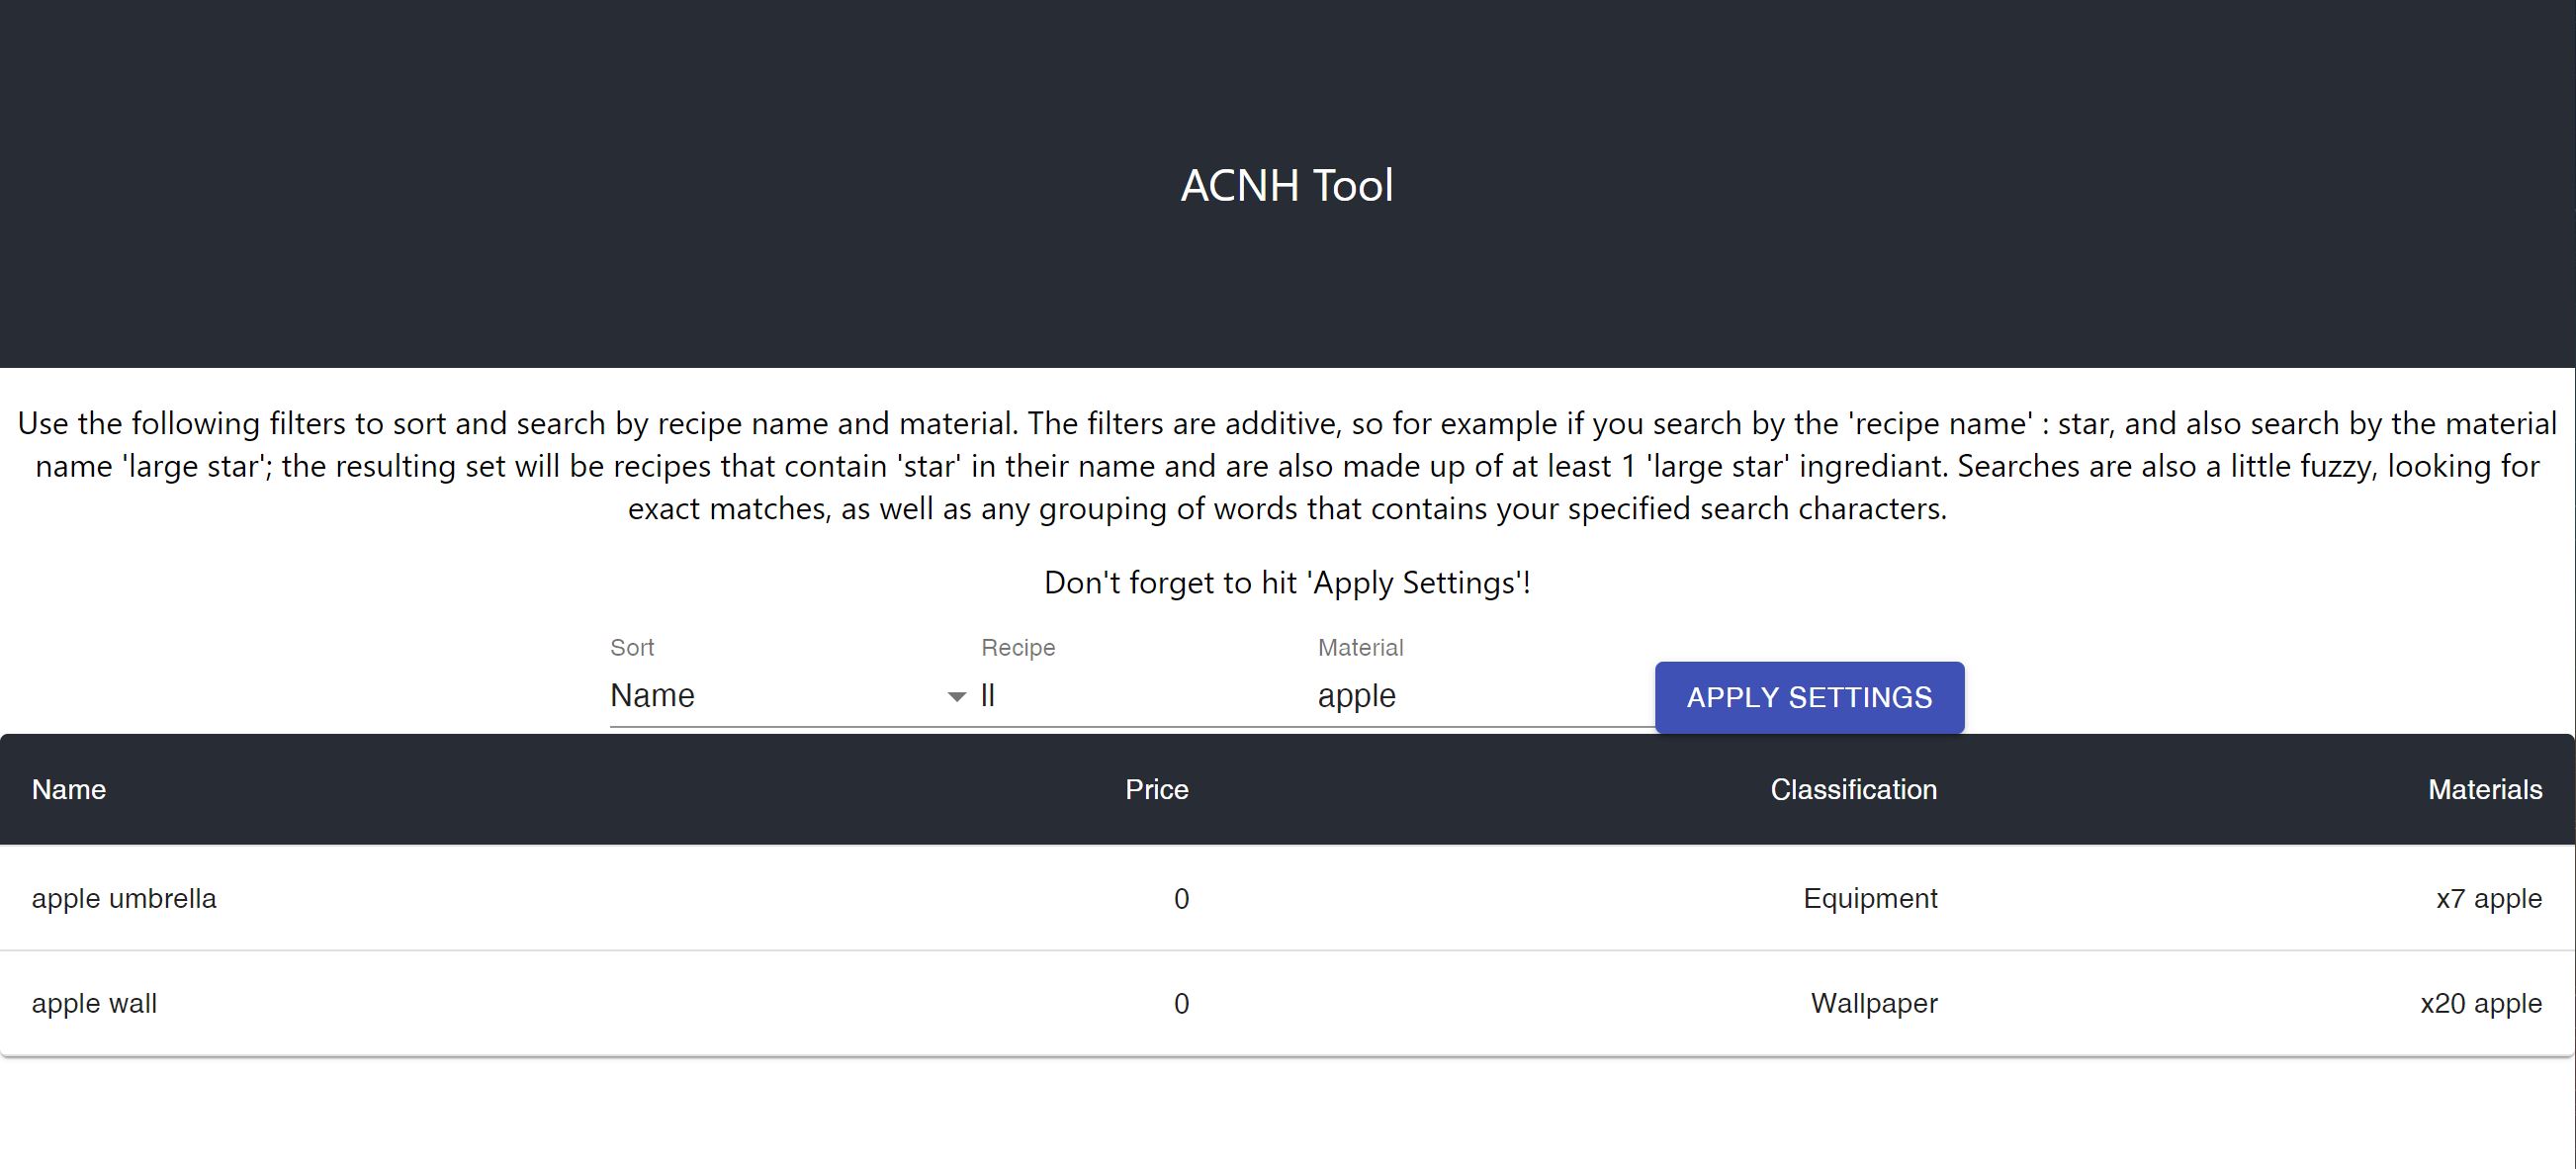 ACNH Tool
Use the following filters to sort and search by recipe name and material. The filters are additive, so for example if you search by the 'recipe name' : star, and also search by the material
name 'large star'; the resulting set will be recipes that contain 'star' in their name and are also made up of at least 1 'large star' ingrediant. Searches are also a little fuzzy, looking for
exact matches, as well as any grouping of words that contains your specified search characters.
Don't forget to hit 'Apply Settings'!
Sort Recipe Material
Name ll apple APPLY SETTINGS
Name Price Classification Materials
apple umbrella 0 Equipment x7 apple
apple wall 0 Wallpaper x20 apple